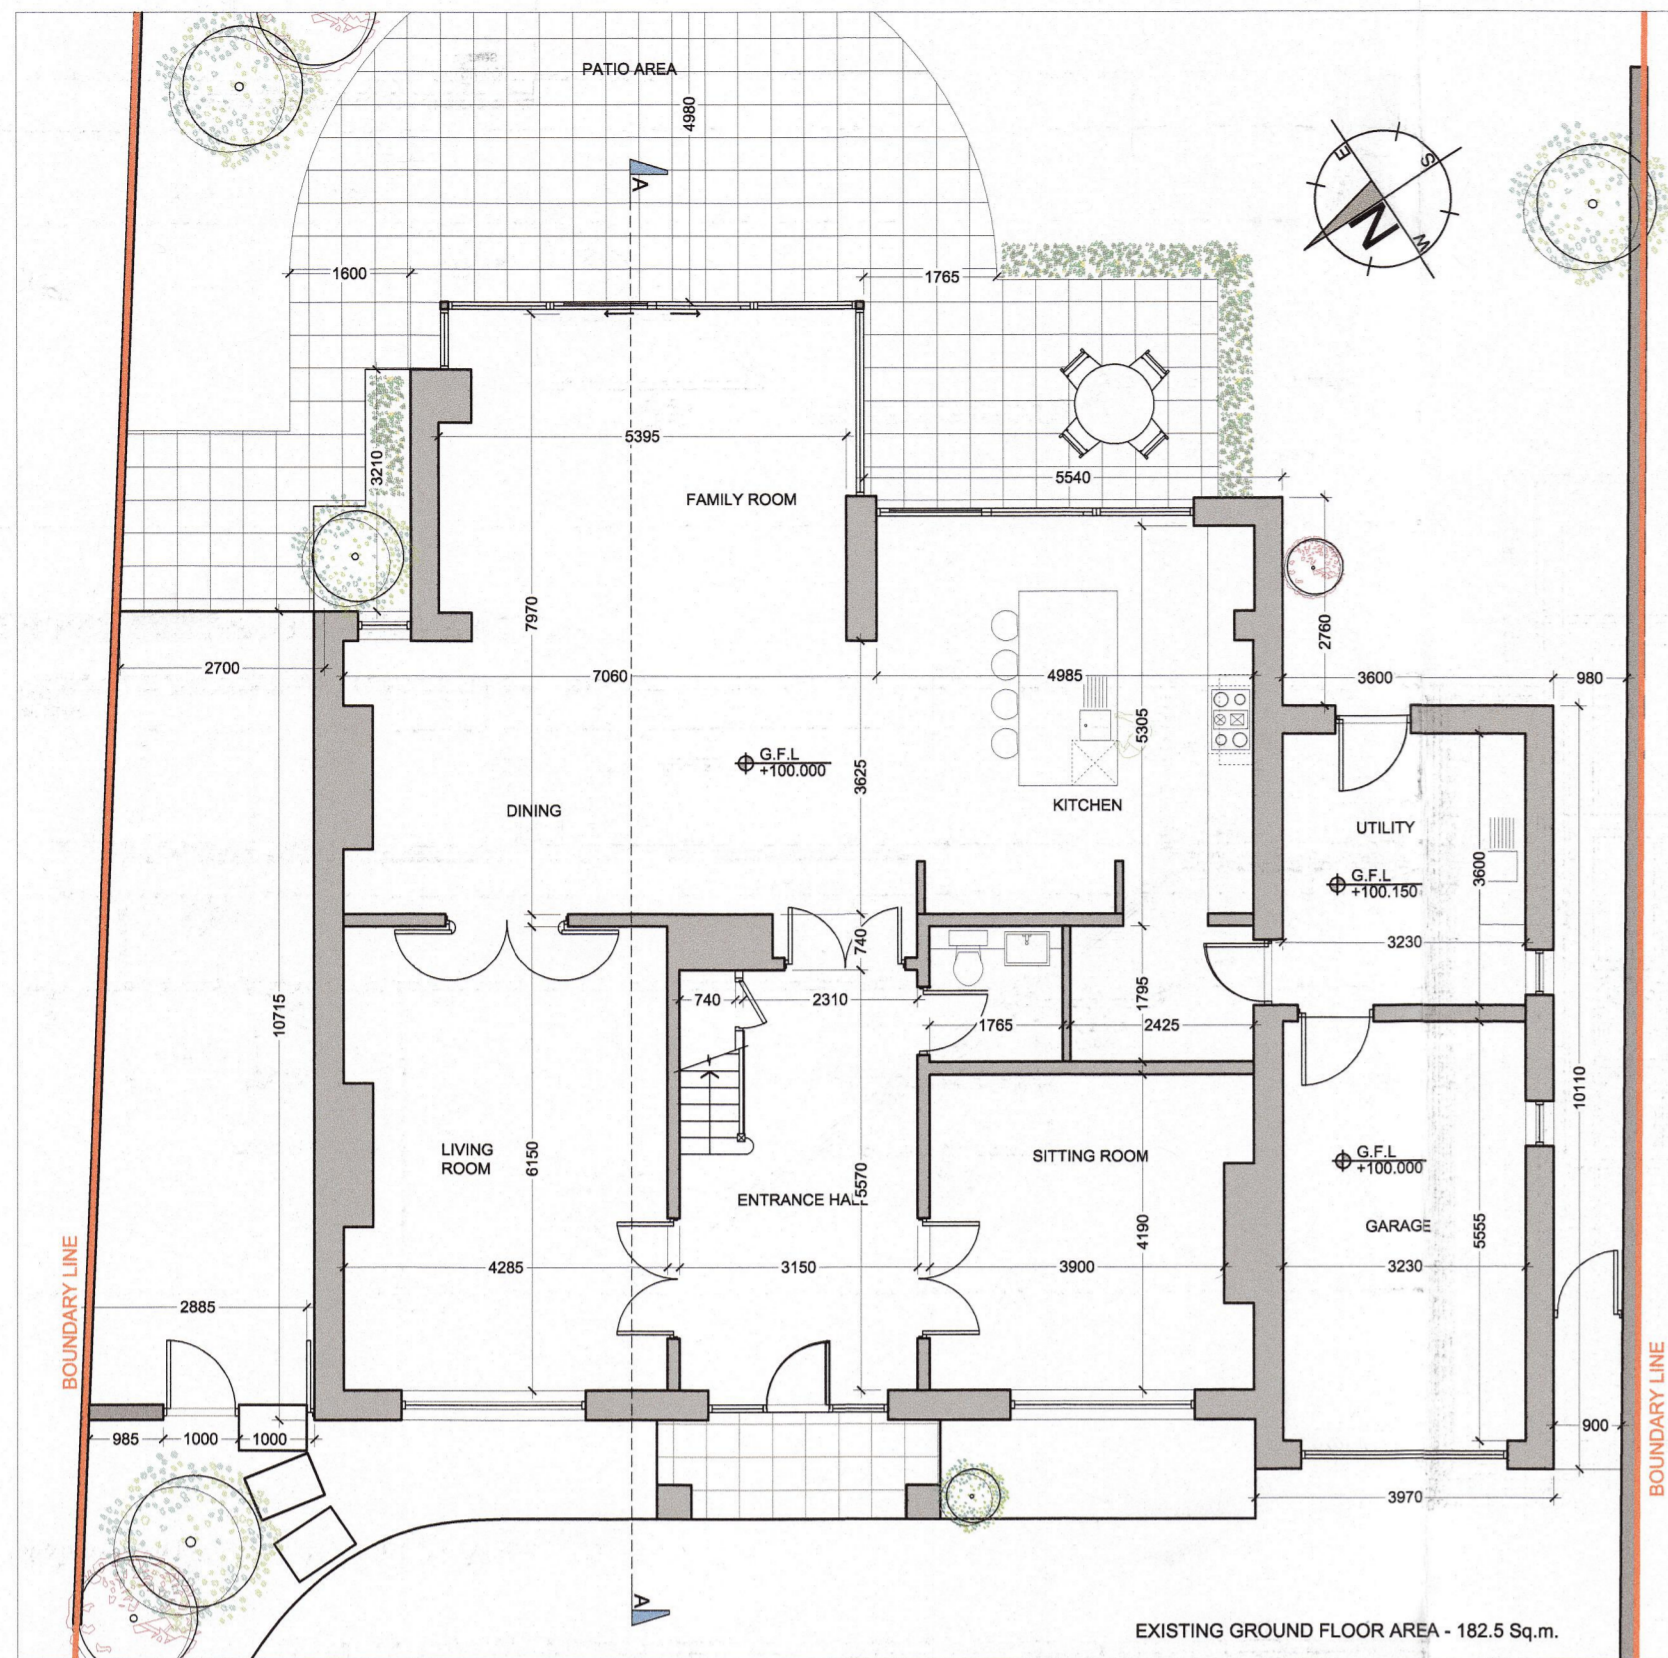 PATIO AREA
4980
A
E
S
N
W
1600
1765
5395
3210
5540
FAMILY ROOM
7970
2760
2700
7060
4985
3600
980
5305
G.F.L
+100.000
3625
DINING
KITCHEN
UTILITY
G.F.L
+100.150
3600
740
3230
740
2310
1795
10715
1765
2425
10110
LIVING
ROOM
6150
SITTING ROOM
G.F.L
+100.000
ENTRANCE HALL
5570
4190
GARAGE
5555
4285
3150
3900
3230
BOUNDARY LINE
2885
BOUNDARY LINE
985
1000
1000
900
3970
A
EXISTING GROUND FLOOR AREA - 182.5 Sq.m.